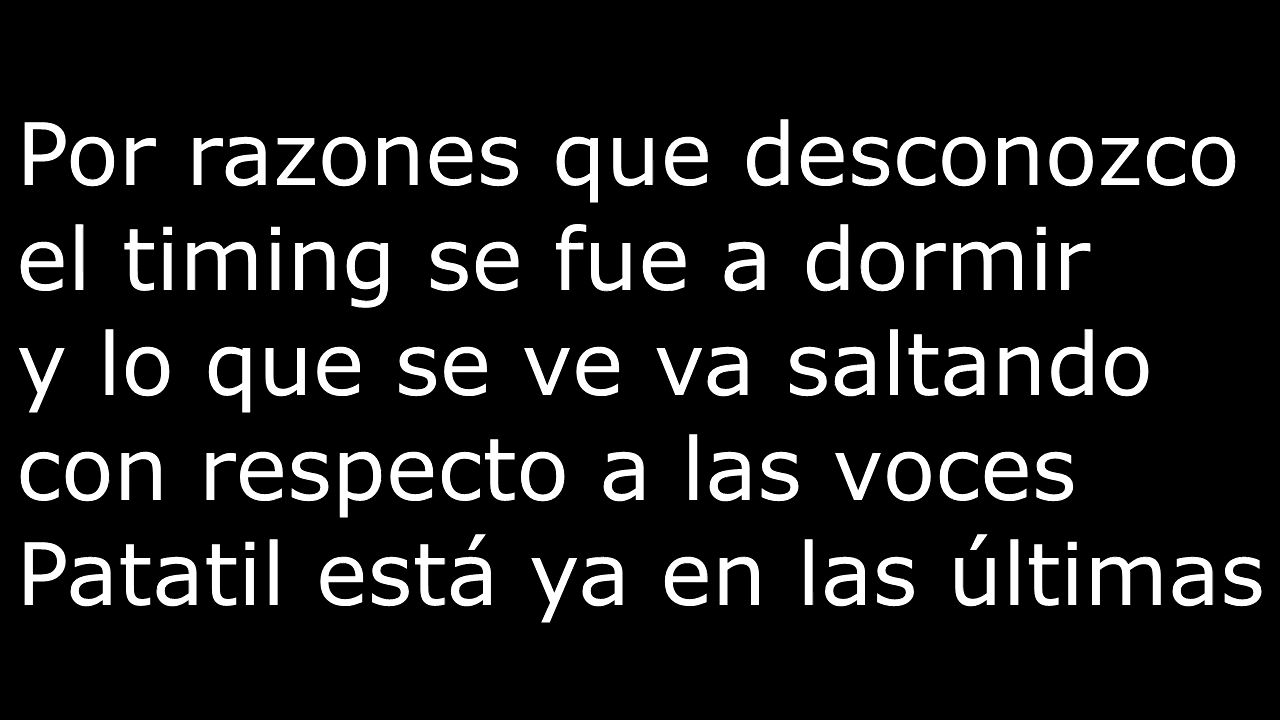 Por razones que desconozco
el timing se fue a dormir
y lo que se ve va saltando
con respecto a las voces
Patatil está ya en las últimas